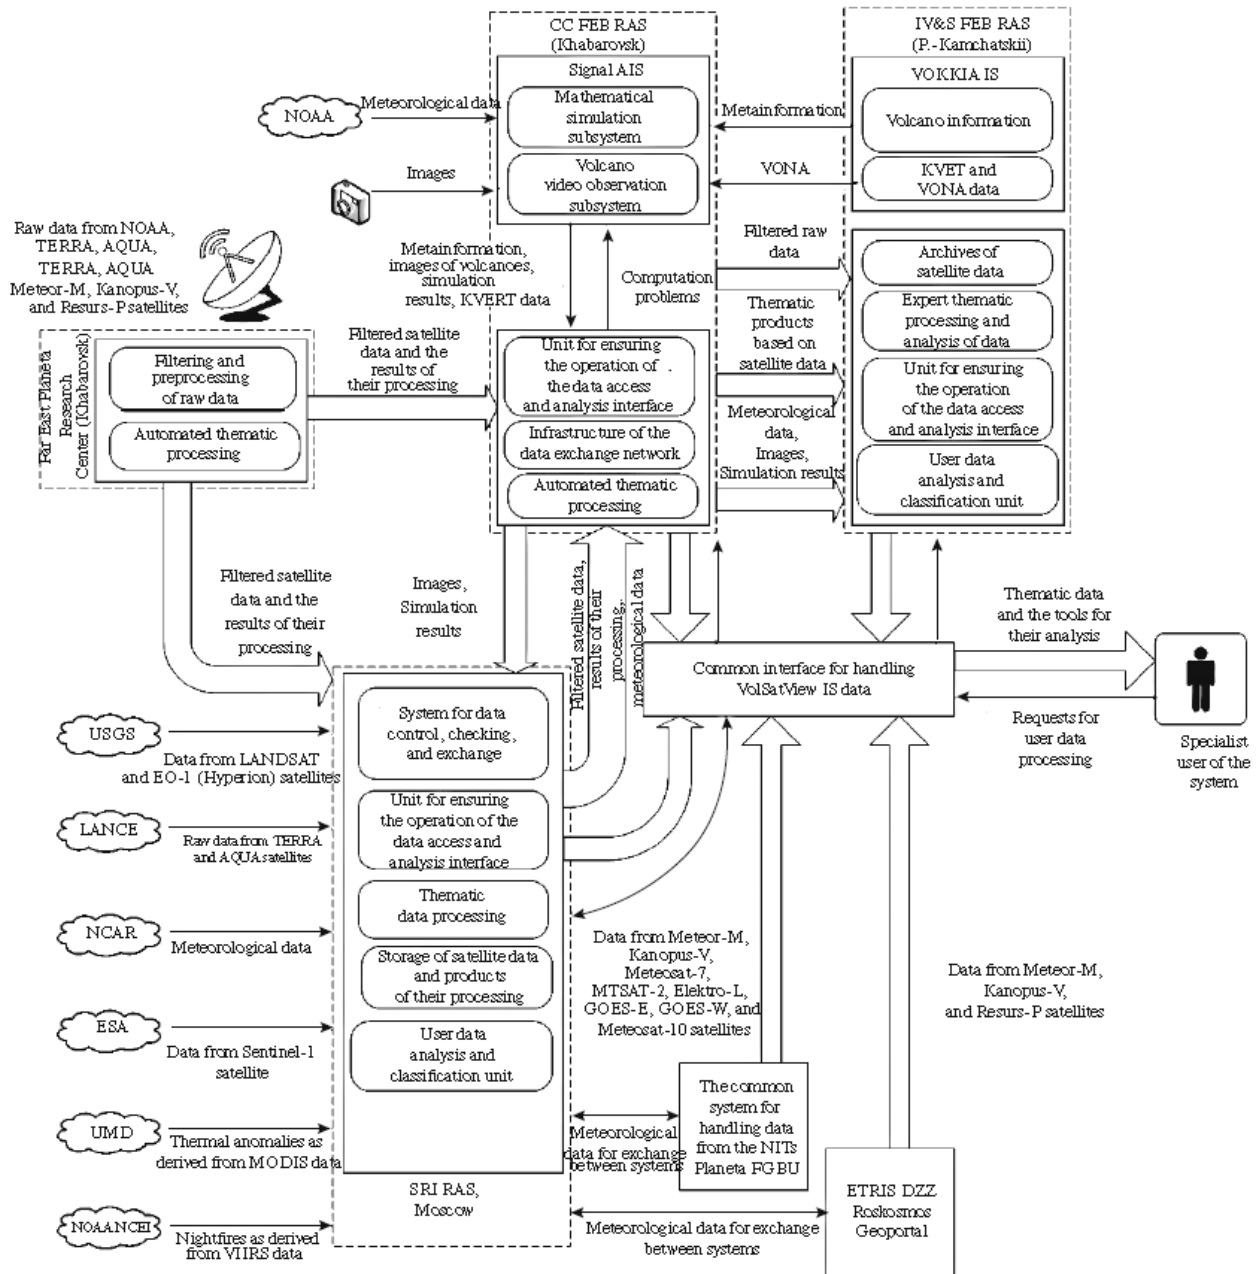 CC FEB RAS
(Khabarovsk)
IV&S FEB RAS
(P.-Kamchatskii)
Signal AIS
VOKKIA IS
NOAA
Meteorological data
Mathematical
simulation
subsystem
Metainformation
Volcano information
Images
Volcano
video observation
subsystem
VONA
KVET and
VONA data
Raw data from NOAA,
TERRA, AQUA,
TERRA, AQUA
Meteor-M, Kanopus-V,
and Resurs-P satellites
Metainformation,
images of volcanoes,
simulation
results, KVERT data
Computation
problems
Filtered raw
data
Archives of
satellite data
Thematic
products
based on
satellite data
Expert thematic
processing and
analysis of data
Far East Planeta
Research
Center (Khabarovsk)
Filtering and
preprocessing
of raw data
Automated thematic
processing
Filtered satellite
data and the
results of
their processing
Unit for ensuring
the operation of
the data access
and analysis interface
Infrastructure of the
data exchange network
Automated thematic
processing
Unit for ensuring
the operation
of the data access
and analysis interface
Meteorological
data,
Images,
Simulation results
User data
analysis and
classification unit
Filtered satellite
data and the
results of their
processing
Images,
Simulation
results
Filtered satellite data,
results of their
processing,
meteorological data
Thematic data
and the tools for
their analysis
Common interface for handling
VolSatView IS data
Requests for
user data
processing
Specialist
user of the
system
USGS
Data from LANDSAT
and EO-1 (Hyperion) satellites
System for data
control, checking,
and exchange
LANCE
Raw data from TERRA
and AQUA satellites
Unit for ensuring
the operation of the
data access and
analysis interface
NCAR
Meteorological data
Thematic
data processing
Storage of satellite data
and products
of their processing
Data from Meteor-M,
Kanopus-V,
Meteosat-7,
MTSAT-2, Elektro-L,
GOES-E, GOES-W, and
Meteosat-10 satellites
Data from Meteor-M,
Kanopus-V,
and Resurs-P satellites
ESA
Data from Sentinel-1
satellite
User data
analysis and
classification unit
UMD
Thermal anomalies as
derived from MODIS data
Meteorological
data for exchange
between systems
The common
system for
handling data
from the NITs
Planeta FGBU
SRI RAS,
Moscow
NOAA NCEI
Nightfires as derived
from VIIRS data
Meteorological data for exchange
between systems
ETRIS DZZ
Roskosmos
Geoportal